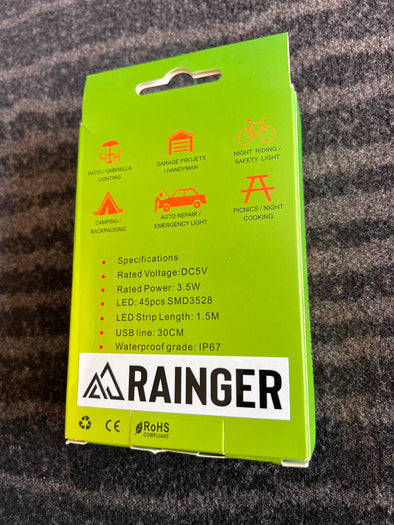 PATIO / UMBRELLA
LIGHTING
GARAGE PROJETS
/ HANDYMAN
NIGHT RIDING /
SAFETY LIGHT
CAMPING /
BACKPACKING
AUTO REPAIR /
EMERGENCY LIGHT
PICNICS / NIGHT
COOKING
Specifications
Rated Voltage:DC5V
Rated Power: 3.5W
LED: 45pcs SMD3528
LED Strip Length: 1.5M
USB line: 30CM
Waterproof grade: IP67
RAINGER
CE
RoHS
COMPLIANT